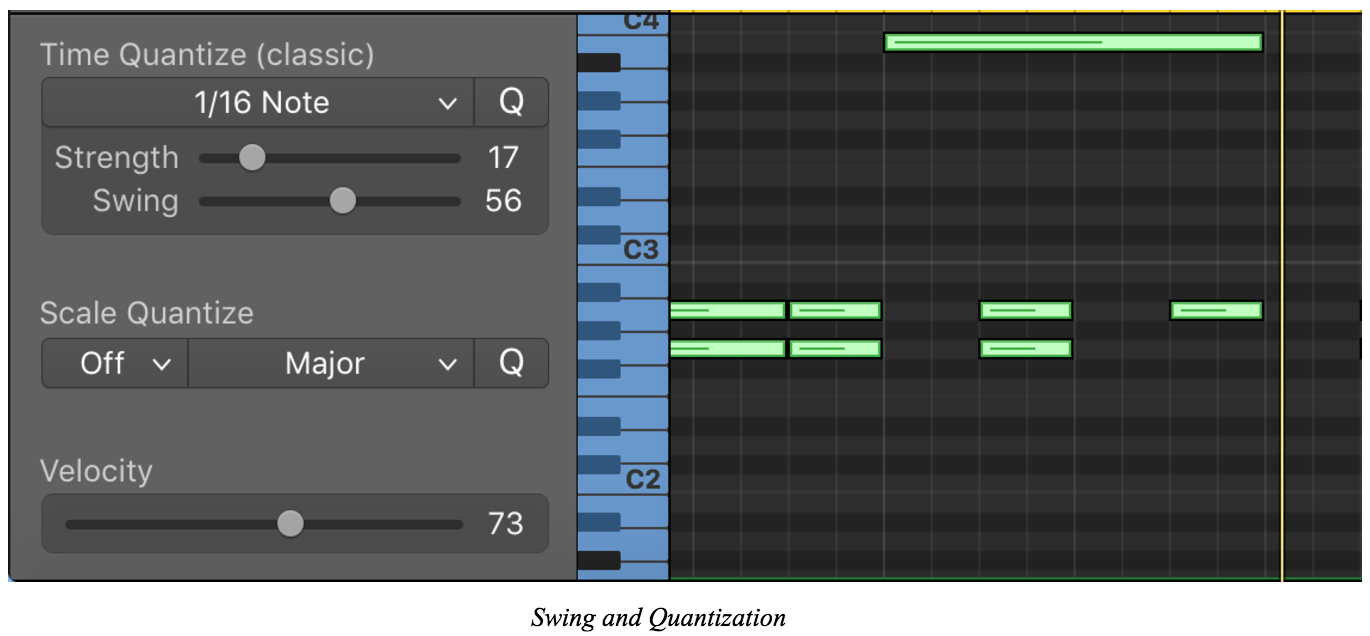 Time Quantize (classic)
1/16 Note
Q
Strength
17
Swing
56
Scale Quantize
Off
Major
Q
Velocity
73
C4
C3
C2
Swing and Quantization